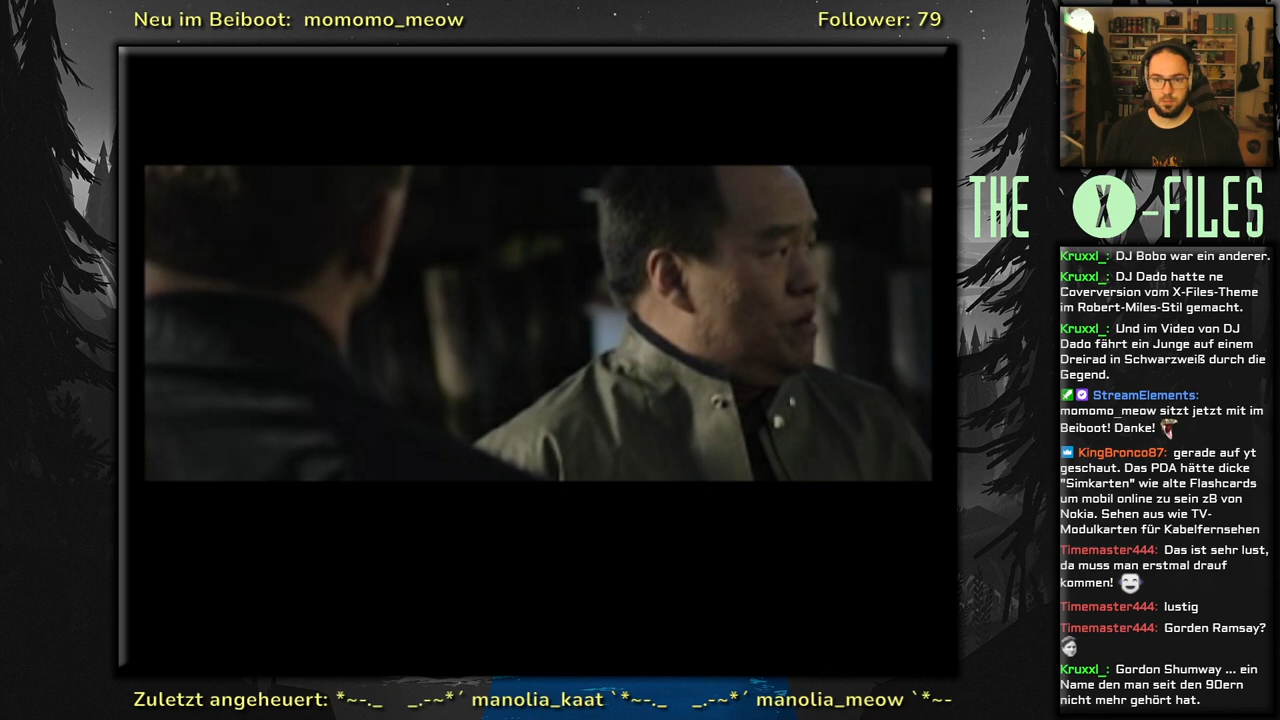 Neu im Beiboot: momomo_meow
Follower: 79
THE X-FILES
Kruxxl_: DJ Bobo war ein anderer.
Kruxxl_: DJ Dado hatte ne
Coverversion vom X-Files-Theme
im Robert-Miles-Stil gemacht.
Kruxxl_: Und im Video von DJ
Dado fährt ein Junge auf einem
Dreirad in Schwarzweiß durch die
Gegend.
StreamElements:
momomo_meow sitzt jetzt mit im
Beiboot! Danke!
KingBronco87: gerade auf yt
geschaut. Das PDA hätte dicke
"Simkarten" wie alte Flashcards
um mobil online zu sein zB von
Nokia. Sehen aus wie TV-
Modulkarten für Kabelfernsehen
Timemaster444: Das ist sehr lust,
da muss man erstmal drauf
kommen!
Timemaster444: lustig
Timemaster444: Gorden Ramsay?
Kruxxl_: Gordon Shumway ... ein
Name den man seit den 90ern
nicht mehr gehört hat.
Zuletzt angeheuert: *~-._ _.-~*´ manolia_kaat `*~-._ _.-~*´ manolia_meow `*~-